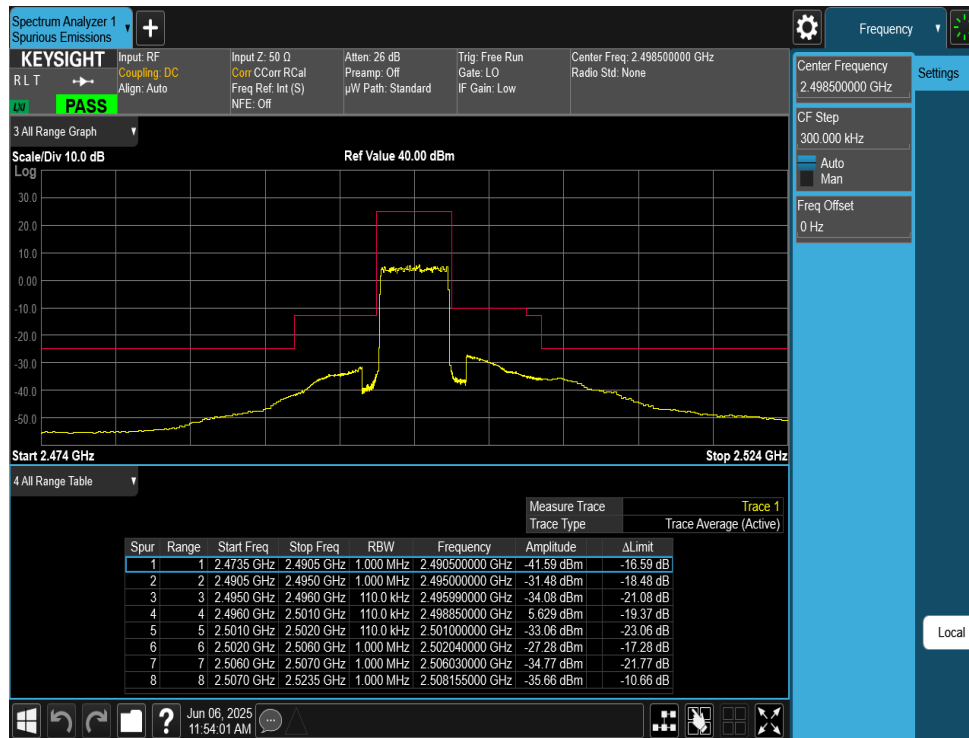 Spectrum Analyzer 1
Spurious Emissions
Frequency
KEYSIGHT
R L T
LXI
PASS
Input: RF
Coupling: DC
Align: Auto
Input Z: 50 Ω
Corr CCorr RCal
Freq Ref: Int (S)
NFE: Off
Atten: 26 dB
Preamp: Off
µW Path: Standard
Trig: Free Run
Gate: LO
IF Gain: Low
Center Freq: 2.498500000 GHz
Radio Std: None
Center Frequency
2.498500000 GHz
Settings
CF Step
300.000 kHz
Auto
Man
Freq Offset
0 Hz
3 All Range Graph
Scale/Div 10.0 dB
Ref Value 40.00 dBm
Log
30.0
20.0
10.0
0.00
-10.0
-20.0
-30.0
-40.0
-50.0
Start 2.474 GHz
Stop 2.524 GHz
4 All Range Table
Measure Trace Trace 1
Trace Type Trace Average (Active)
Spur Range Start Freq Stop Freq RBW Frequency Amplitude ΔLimit
1 1 2.4735 GHz 2.4905 GHz 1.000 MHz 2.490500000 GHz -41.59 dBm -16.59 dB
2 2 2.4905 GHz 2.4950 GHz 1.000 MHz 2.495000000 GHz -31.48 dBm -18.48 dB
3 3 2.4950 GHz 2.4960 GHz 110.0 kHz 2.495990000 GHz -34.08 dBm -21.08 dB
4 4 2.4960 GHz 2.5010 GHz 110.0 kHz 2.498850000 GHz 5.629 dBm -19.37 dB
5 5 2.5010 GHz 2.5020 GHz 110.0 kHz 2.501000000 GHz -33.06 dBm -23.06 dB
6 6 2.5020 GHz 2.5060 GHz 1.000 MHz 2.502040000 GHz -27.28 dBm -17.28 dB
7 7 2.5060 GHz 2.5070 GHz 1.000 MHz 2.506030000 GHz -34.77 dBm -21.77 dB
8 8 2.5070 GHz 2.5235 GHz 1.000 MHz 2.508155000 GHz -35.66 dBm -10.66 dB
Local
Jun 06, 2025
11:54:01 AM